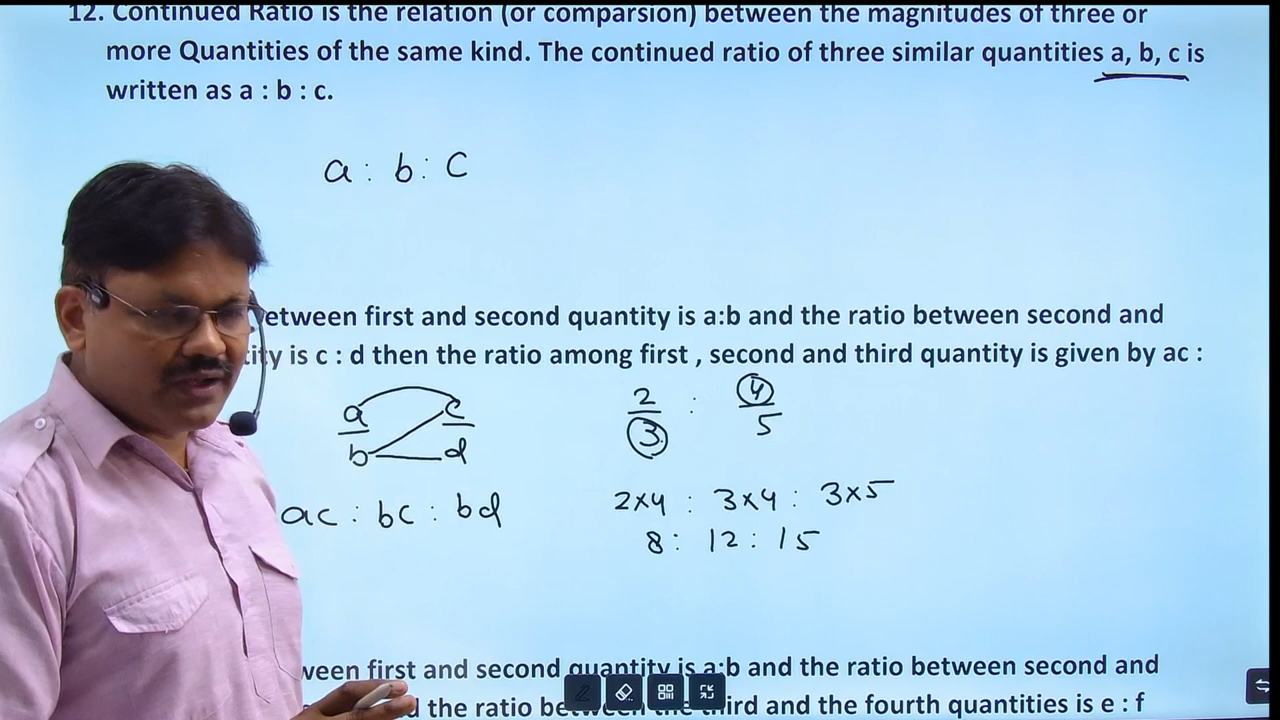 12. Continued Ratio is the relation (or comparsion) between the magnitudes of three or
more Quantities of the same kind. The continued ratio of three similar quantities a, b, c is
written as a : b : c.
a : b : c
etween first and second quantity is a:b and the ratio between second and
ity is c : d then the ratio among first , second and third quantity is given by ac :
a c 2 : 4
b d 3 5
ac : bc : bd 2×4 : 3×4 : 3×5
8 : 12 : 15
ween first and second quantity is a:b and the ratio between second and
d the ratio between the third and the fourth quantities is e : f